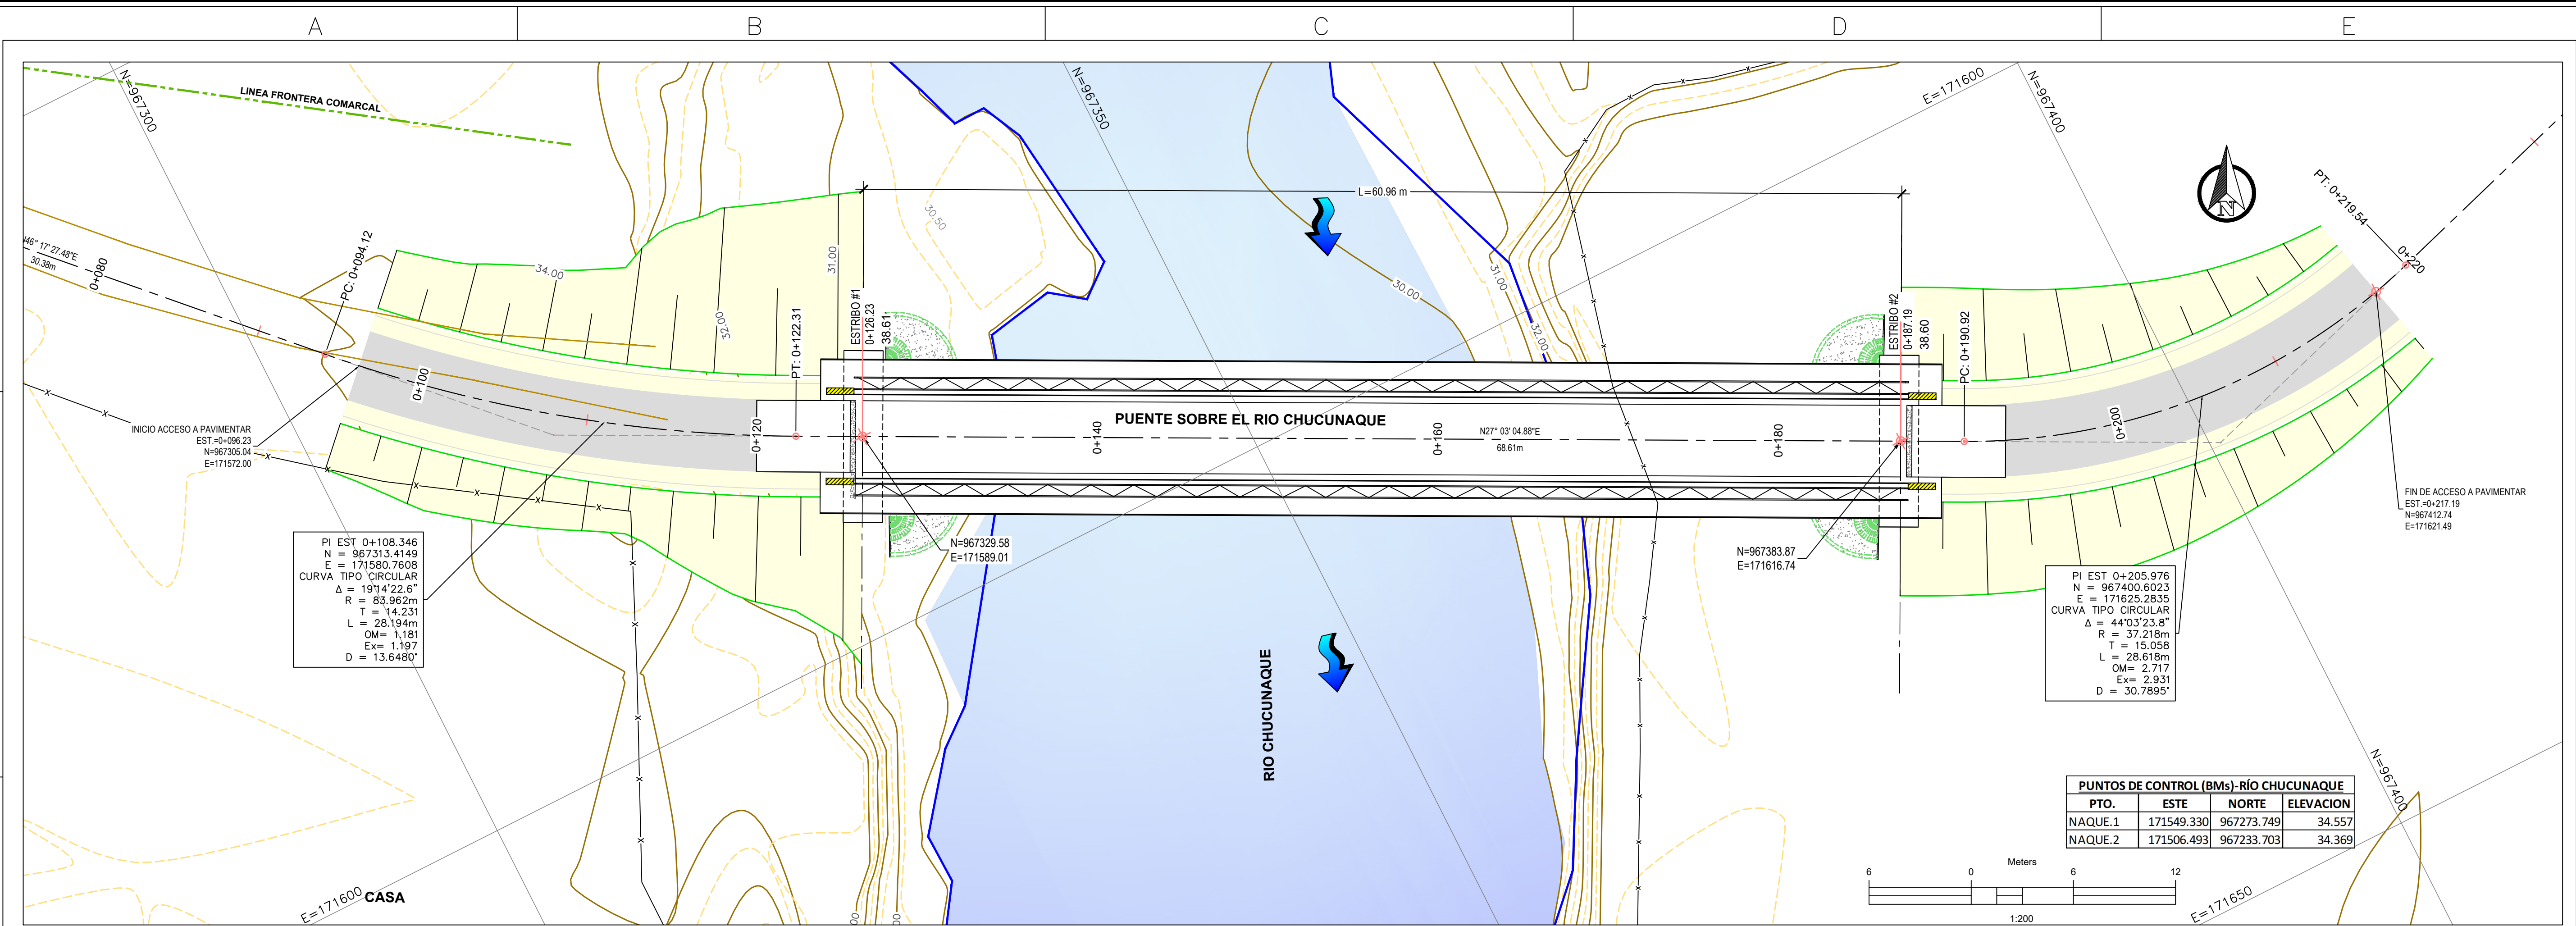 A
B
C
D
E
LINEA FRONTERA COMARCAL
N=967300
N=967350
E=171600
N=967400
L=60.96 m
PT: 0+219.54
0+220
N
N46° 17' 27.48"E
30.38m
0+080
PC: 0+094.12
34.00
32.00
31.00
30.50
30.00
31.00
32.00
ESTRIBO #1
0+126.23
38.61
PT: 0+122.31
ESTRIBO #2
0+187.19
38.60
PC: 0+190.92
0+100
0+120
0+140
0+160
0+180
0+200
PUENTE SOBRE EL RIO CHUCUNAQUE
N27° 03' 04.88"E
68.61m
INICIO ACCESO A PAVIMENTAR
EST.=0+096.23
N=967305.04
E=171572.00
FIN DE ACCESO A PAVIMENTAR
EST.=0+217.19
N=967412.74
E=171621.49
N=967329.58
E=171589.01
N=967383.87
E=171616.74
PI EST 0+108.346
N = 967313.4149
E = 171580.7608
CURVA TIPO CIRCULAR
Δ = 19°14'22.6"
R = 83.962m
T = 14.231
L = 28.194m
OM= 1.181
Ex= 1.197
D = 13.6480°
PI EST 0+205.976
N = 967400.6023
E = 171625.2835
CURVA TIPO CIRCULAR
Δ = 44°03'23.8"
R = 37.218m
T = 15.058
L = 28.618m
OM= 2.717
Ex= 2.931
D = 30.7895°
RIO CHUCUNAQUE
N=967400
PUNTOS DE CONTROL (BMs)-RÍO CHUCUNAQUE
PTO. ESTE NORTE ELEVACION
NAQUE.1 171549.330 967273.749 34.557
NAQUE.2 171506.493 967233.703 34.369
Meters
6 0 6 12
1:200
E=171600
CASA
E=171650